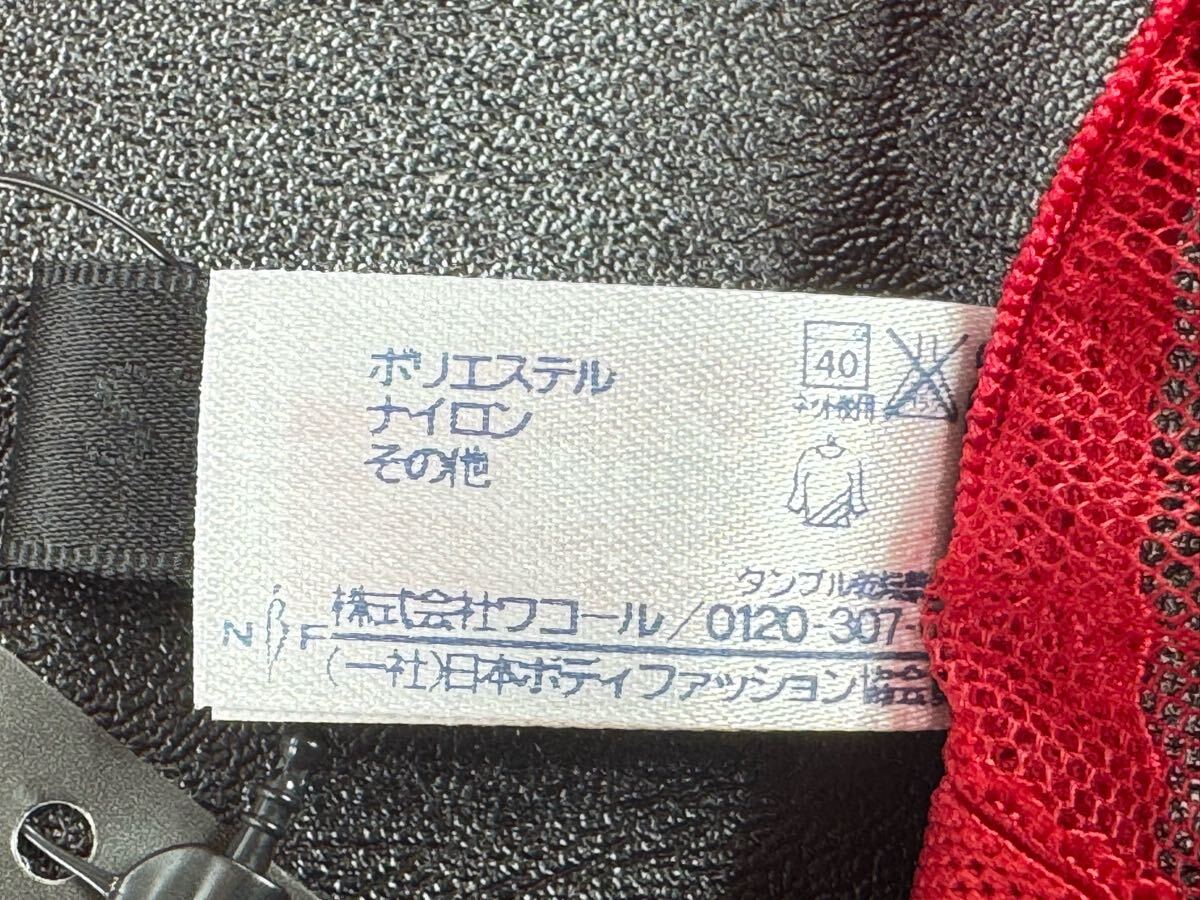 ポリエステル
ナイロン
その他
40
ネット使用
タンブル乾燥
株式会社ワコール/0120-307-
(一社)日本ボディファッション協会